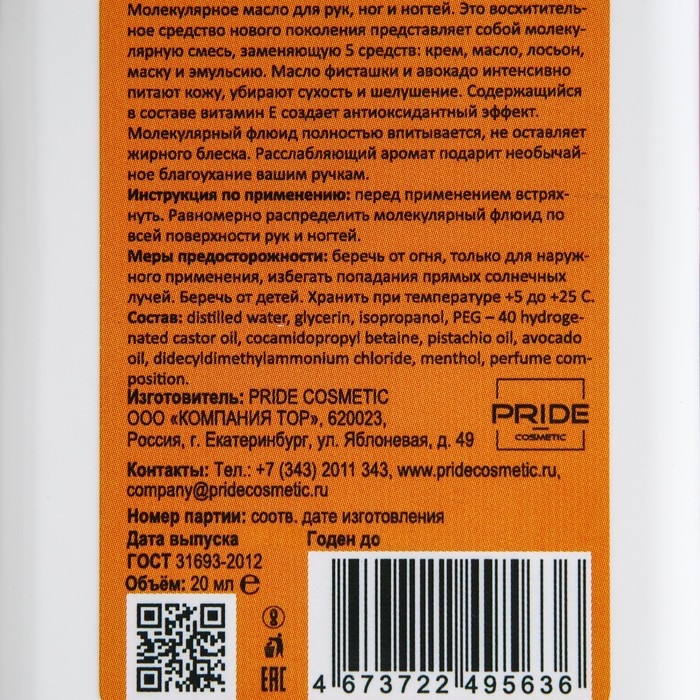 Молекулярное масло для рук, ног и ногтей. Это восхититель-
ное средство нового поколения представляет собой молеку-
лярную смесь, заменяющую 5 средств: крем, масло, лосьон,
маску и эмульсию. Масло фисташки и авокадо интенсивно
питают кожу, убирают сухость и шелушение. Содержащийся
в составе витамин Е создает антиоксидантный эффект.
Молекулярный флюид полностью впитывается, не оставляет
жирного блеска. Расслабляющий аромат подарит необычай-
ное благоухание вашим ручкам.
Инструкция по применению: перед применением встрях-
нуть. Равномерно распределить молекулярный флюид по
всей поверхности рук и ногтей.
Меры предосторожности: беречь от огня, только для наруж-
ного применения, избегать попадания прямых солнечных
лучей. Беречь от детей. Хранить при температуре +5 до +25 С.
Состав: distilled water, glycerin, isopropanol, PEG – 40 hydroge-
nated castor oil, cocamidopropyl betaine, pistachio oil, avocado
oil, didecyldimethylammonium chloride, menthol, perfume com-
position.
Изготовитель: PRIDE COSMETIC
ООО «КОМПАНИЯ ТОР», 620023,
Россия, г. Екатеринбург, ул. Яблоневая, д. 49
PRIDE
COSMETIC
Контакты: Тел.: +7 (343) 2011 343, www.pridecosmetic.ru,
company@pridecosmetic.ru
Номер партии: соотв. дате изготовления
Дата выпуска Годен до
ГОСТ 31693-2012
Объём: 20 мл ℮
EAC
4 673722 495636